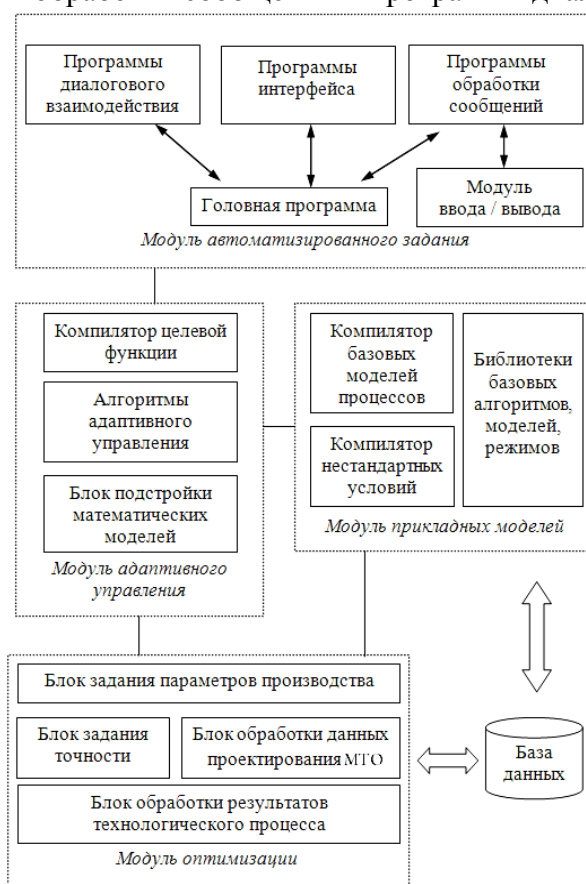 Программы
диалогового
взаимодействия
Программы
интерфейса
Программы
обработки
сообщений
Головная программа
Модуль
ввода / вывода
Модуль автоматизированного задания
Компилятор целевой
функции
Алгоритмы
адаптивного
управления
Блок подстройки
математических
моделей
Модуль адаптивного
управления
Компилятор
базовых
моделей
процессов
Компилятор
нестандартных
условий
Библиотеки
базовых
алгоритмов,
моделей,
режимов
Модуль прикладных моделей
Блок задания параметров производства
Блок задания
точности
Блок обработки данных
проектирования МТО
Блок обработки результатов
технологического процесса
Модуль оптимизации
База
данных